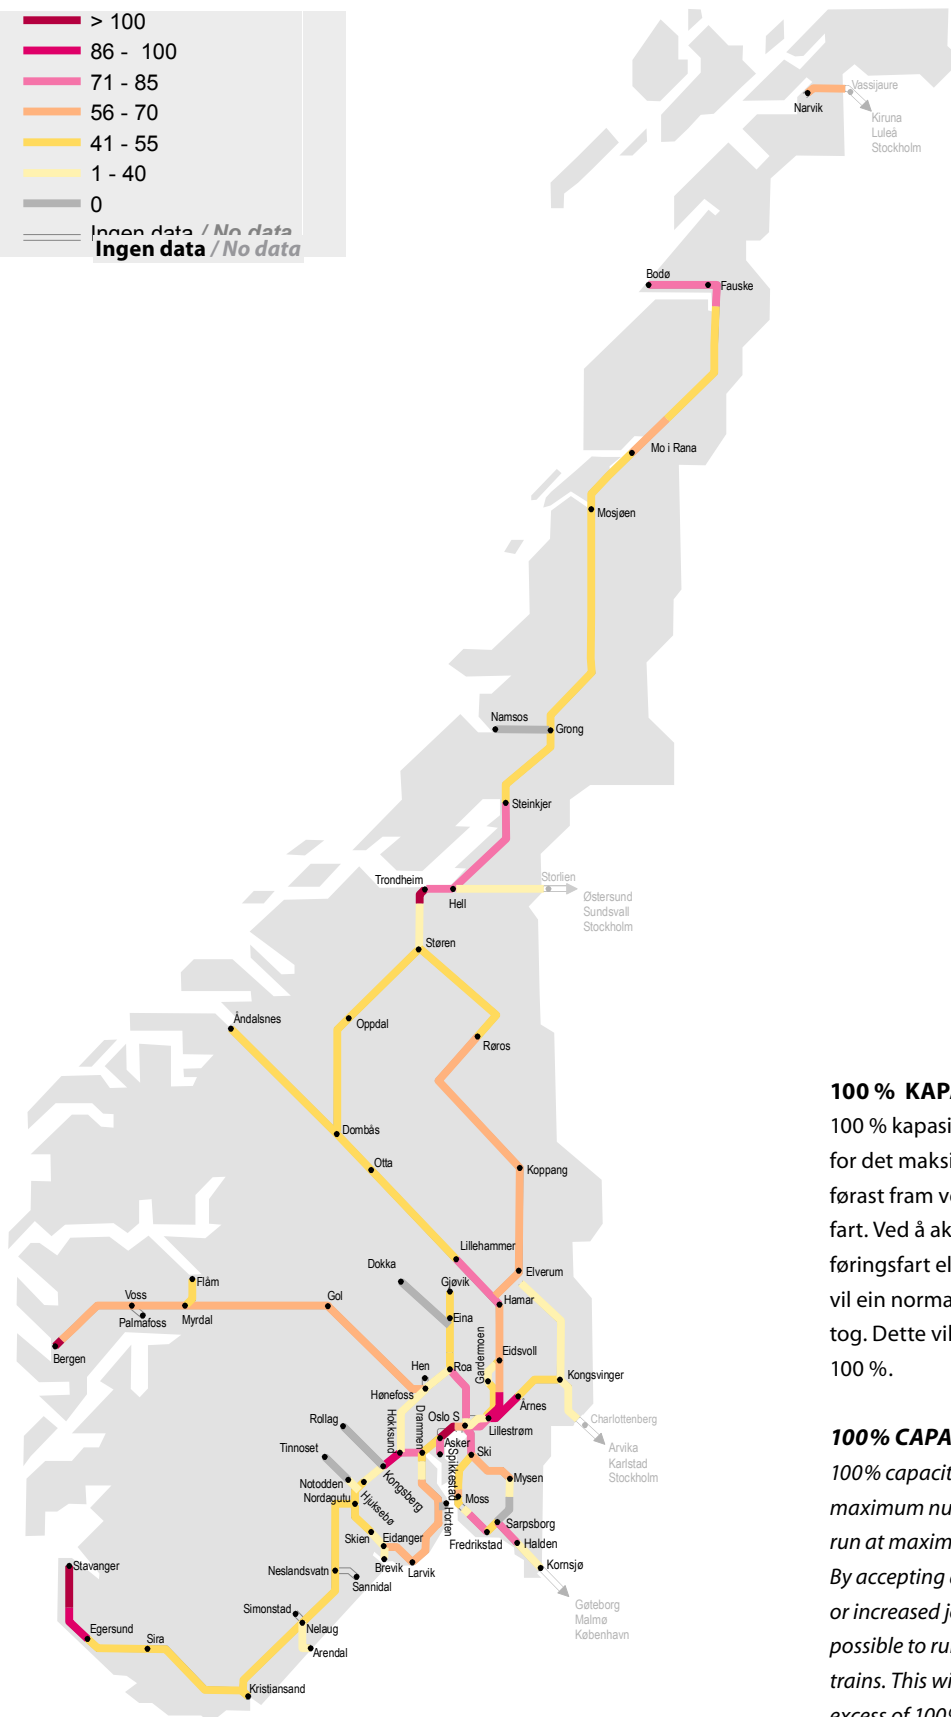 > 100
86 - 100
71 - 85
56 - 70
41 - 55
1 - 40
0
Ingen data / No data
Ingen data / No data
Vassijaure
Narvik
Kiruna
Luleå
Stockholm
Bodø
Fauske
Mo i Rana
Mosjøen
Namsos
Grong
Steinkjer
Trondheim
Hell
Storlien
Østersund
Sundsvall
Stockholm
Støren
Åndalsnes
Oppdal
Røros
Dombås
Otta
Koppang
Lillehammer
Dokka
Gjøvik
Elverum
Flåm
Voss
Palmafoss
Myrdal
Gol
Eina
Hamar
Bergen
Gardermoen
Eidsvoll
Hen
Roa
Kongsvinger
Hønefoss
Årnes
Rollag
Hokksund
Drammen
Oslo S
Lillestrøm
Charlottenberg
Asker
Ski
Arvika
Karlstad
Stockholm
Tinnoset
Spikkestad
Kongsberg
Mysen
Notodden
Nordagutu
Hjuksebø
Moss
Horten
Sarpsborg
Skien
Eidanger
Fredrikstad
Halden
Stavanger
Brevik
Larvik
Kornsjø
Neslandsvatn
Sannidal
Simonstad
Gøteborg
Malmø
København
Egersund
Sira
Nelaug
Arendal
Kristiansand
100 % KAPA
100 % kapasi
for det maksi
førast fram ve
fart. Ved å ak
føringsfart el
vil ein norma
tog. Dette vil
100 %.
100% CAPA
100% capacit
maximum nu
run at maxim
By accepting
or increased jo
possible to ru
trains. This wi
excess of 100%